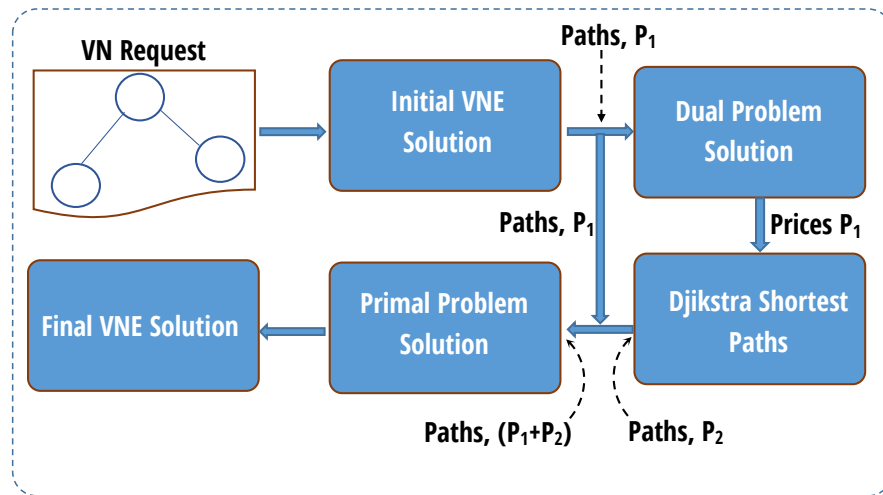 VN Request
Paths, P₁
Initial VNE
Solution
Dual Problem
Solution
Paths, P₁
Prices P₁
Final VNE Solution
Primal Problem
Solution
Djikstra Shortest
Paths
Paths, (P₁+P₂)
Paths, P₂